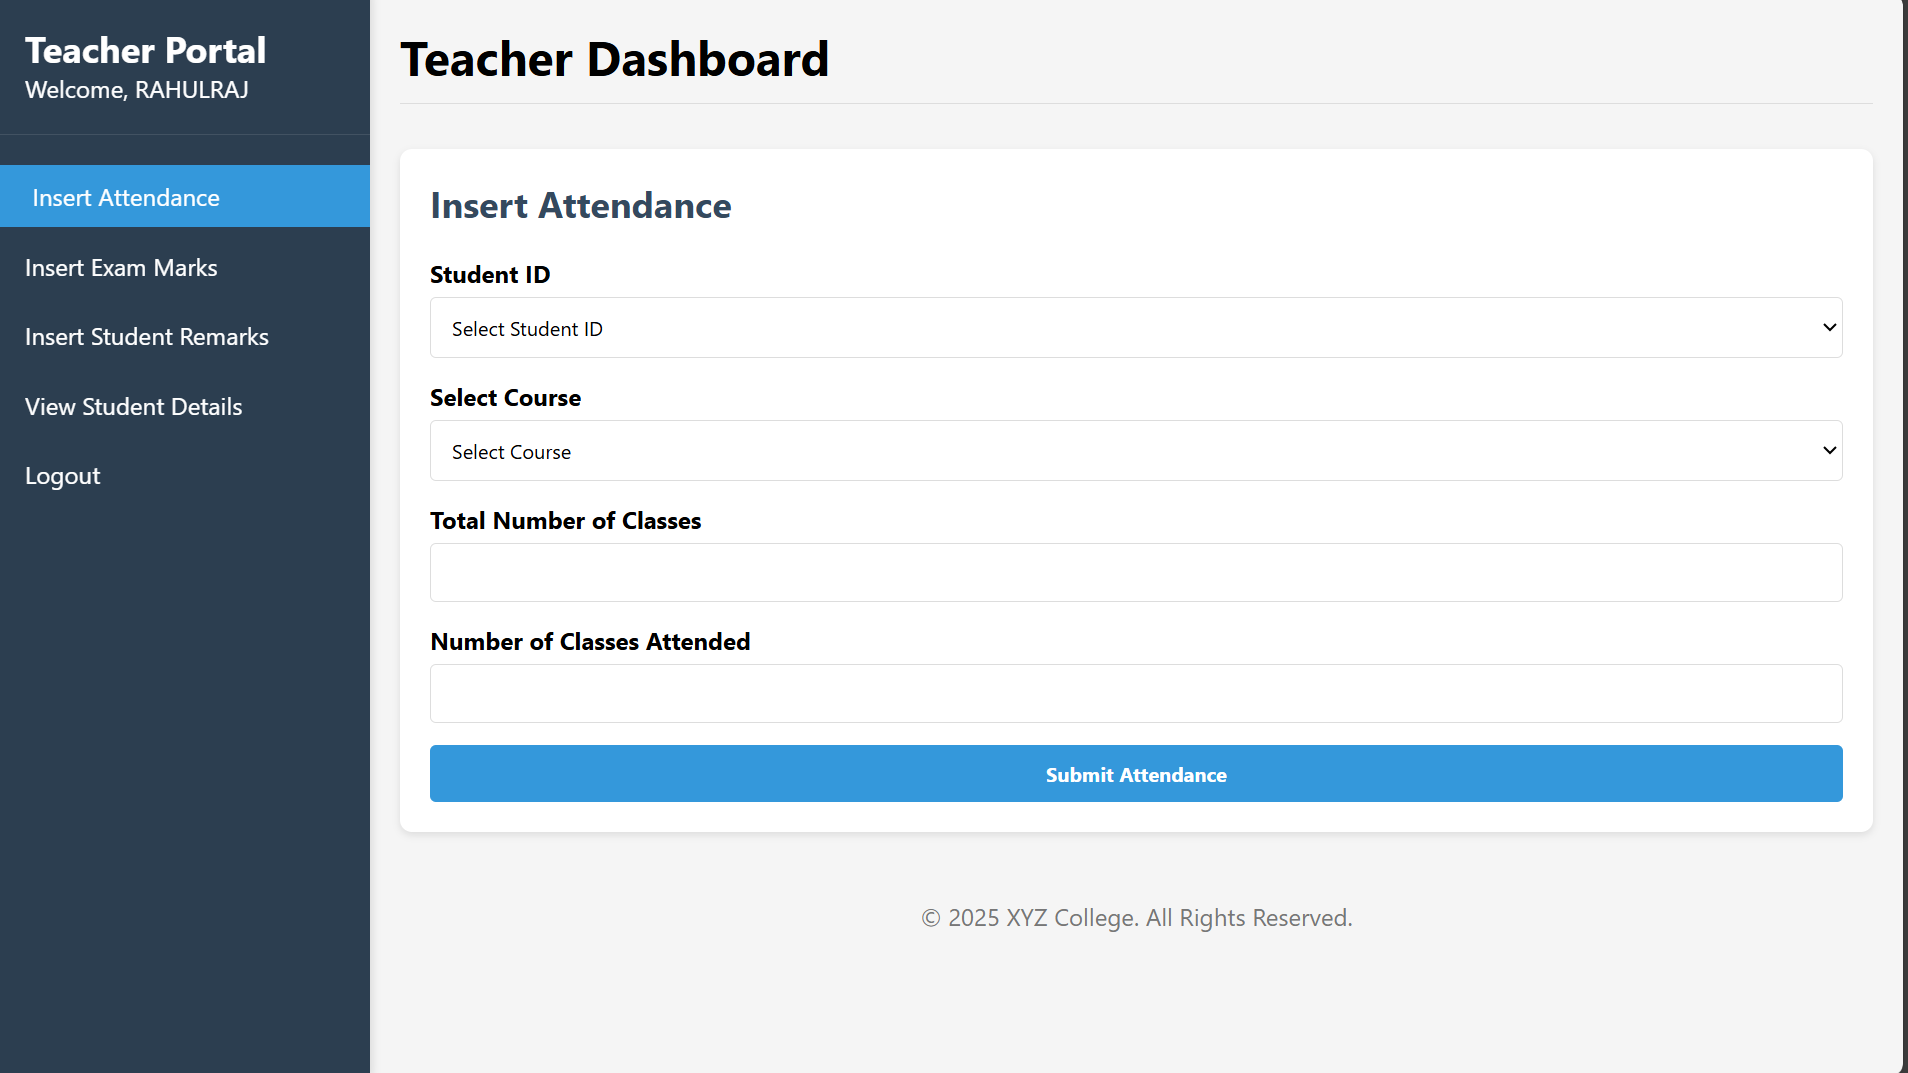 Teacher Portal
Welcome, RAHULRAJ
Insert Attendance
Insert Exam Marks
Insert Student Remarks
View Student Details
Logout
Teacher Dashboard
Insert Attendance
Student ID
Select Student ID
Select Course
Select Course
Total Number of Classes
Number of Classes Attended
Submit Attendance
© 2025 XYZ College. All Rights Reserved.